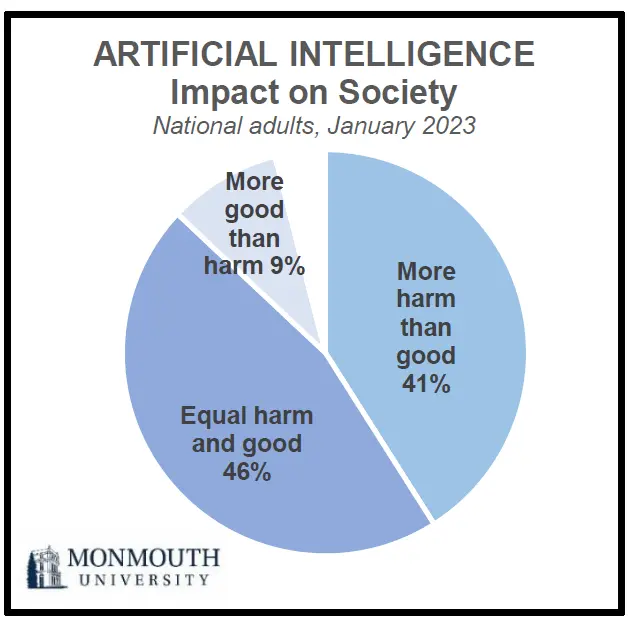 ARTIFICIAL INTELLIGENCE
Impact on Society
National adults, January 2023
More
good
than
harm 9%
More
harm
than
good
41%
Equal harm
and good
46%
MONMOUTH
UNIVERSITY